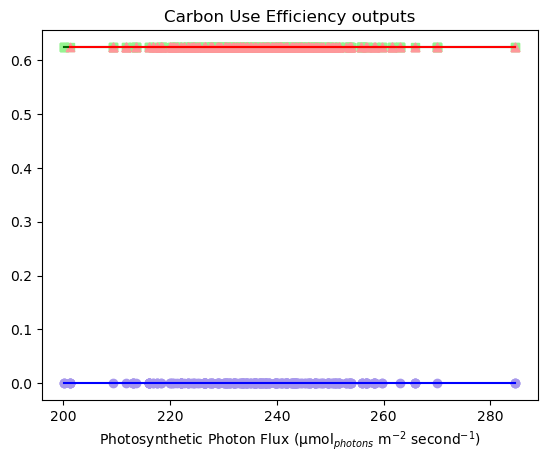 Carbon Use Efficiency outputs
0.6
0.5
0.4
0.3
0.2
0.1
0.0
200 220 240 260 280
Photosynthetic Photon Flux (μmol$_{photons}$ m$^{-2}$ second$^{-1}$)